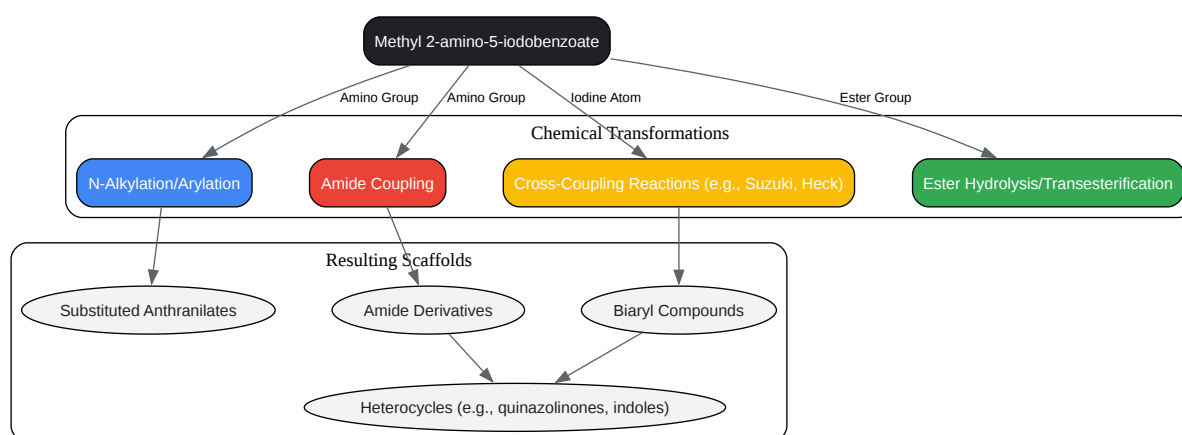 Methyl 2-amino-5-iodobenzoate
Amino Group
Amino Group
Iodine Atom
Ester Group
Chemical Transformations
N-Alkylation/Arylation
Amide Coupling
Cross-Coupling Reactions (e.g., Suzuki, Heck)
Ester Hydrolysis/Transesterification
Resulting Scaffolds
Substituted Anthranilates
Amide Derivatives
Biaryl Compounds
Heterocycles (e.g., quinazolinones, indoles)